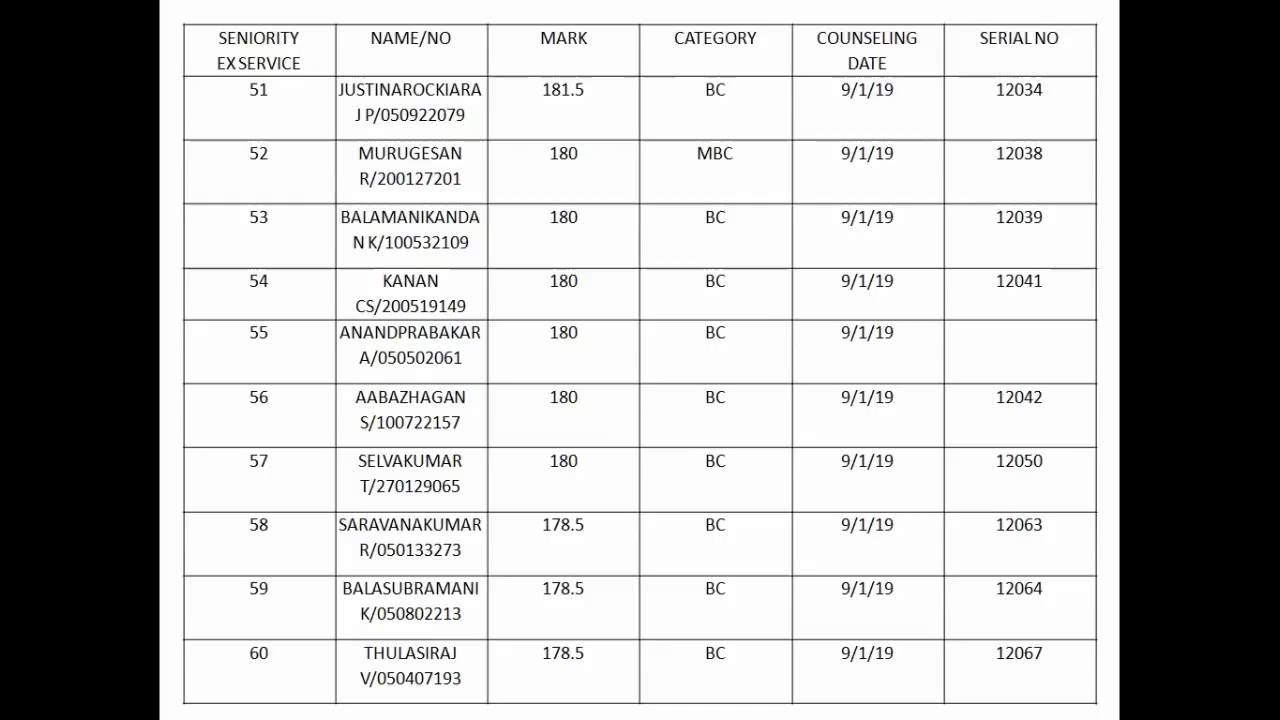 SENIORITY EX SERVICE NAME/NO MARK CATEGORY COUNSELING DATE SERIAL NO
51 JUSTINAROCKIARAJ P/050922079 181.5 BC 9/1/19 12034
52 MURUGESAN R/200127201 180 MBC 9/1/19 12038
53 BALAMANIKANDAN K/100532109 180 BC 9/1/19 12039
54 KANAN CS/200519149 180 BC 9/1/19 12041
55 ANANDPRABAKAR A/050502061 180 BC 9/1/19
56 AABAZHAGAN S/100722157 180 BC 9/1/19 12042
57 SELVAKUMAR T/270129065 180 BC 9/1/19 12050
58 SARAVANAKUMAR R/050133273 178.5 BC 9/1/19 12063
59 BALASUBRAMANI K/050802213 178.5 BC 9/1/19 12064
60 THULASIRAJ V/050407193 178.5 BC 9/1/19 12067